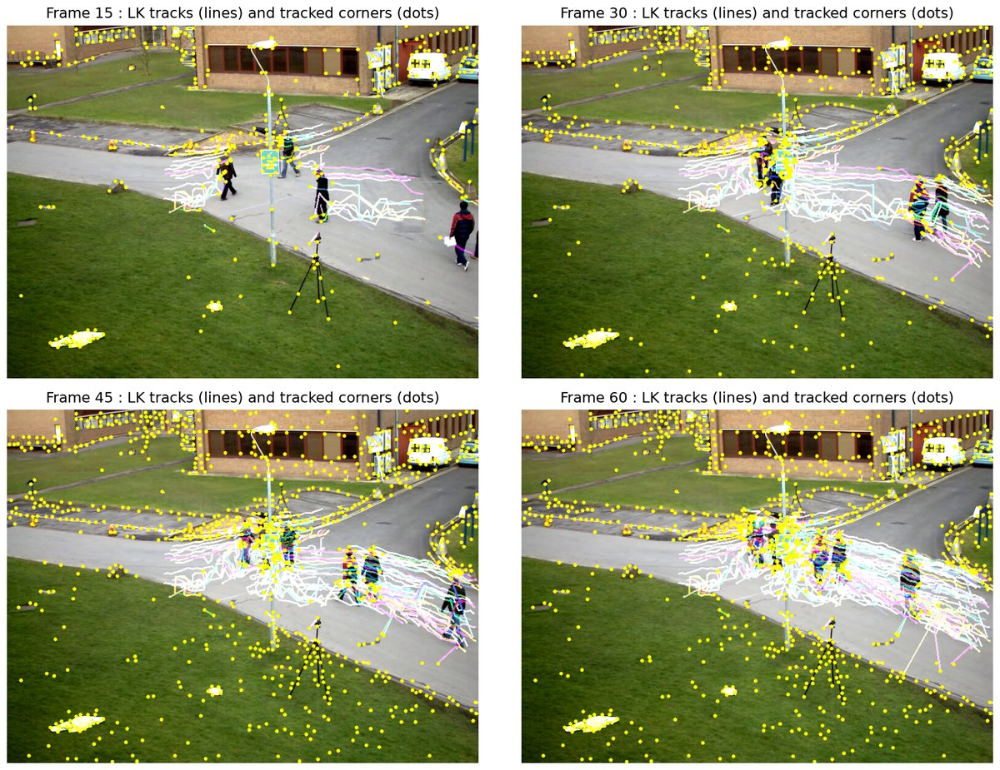 Frame 15 : LK tracks (lines) and tracked corners (dots)
Frame 30 : LK tracks (lines) and tracked corners (dots)
Frame 45 : LK tracks (lines) and tracked corners (dots)
Frame 60 : LK tracks (lines) and tracked corners (dots)